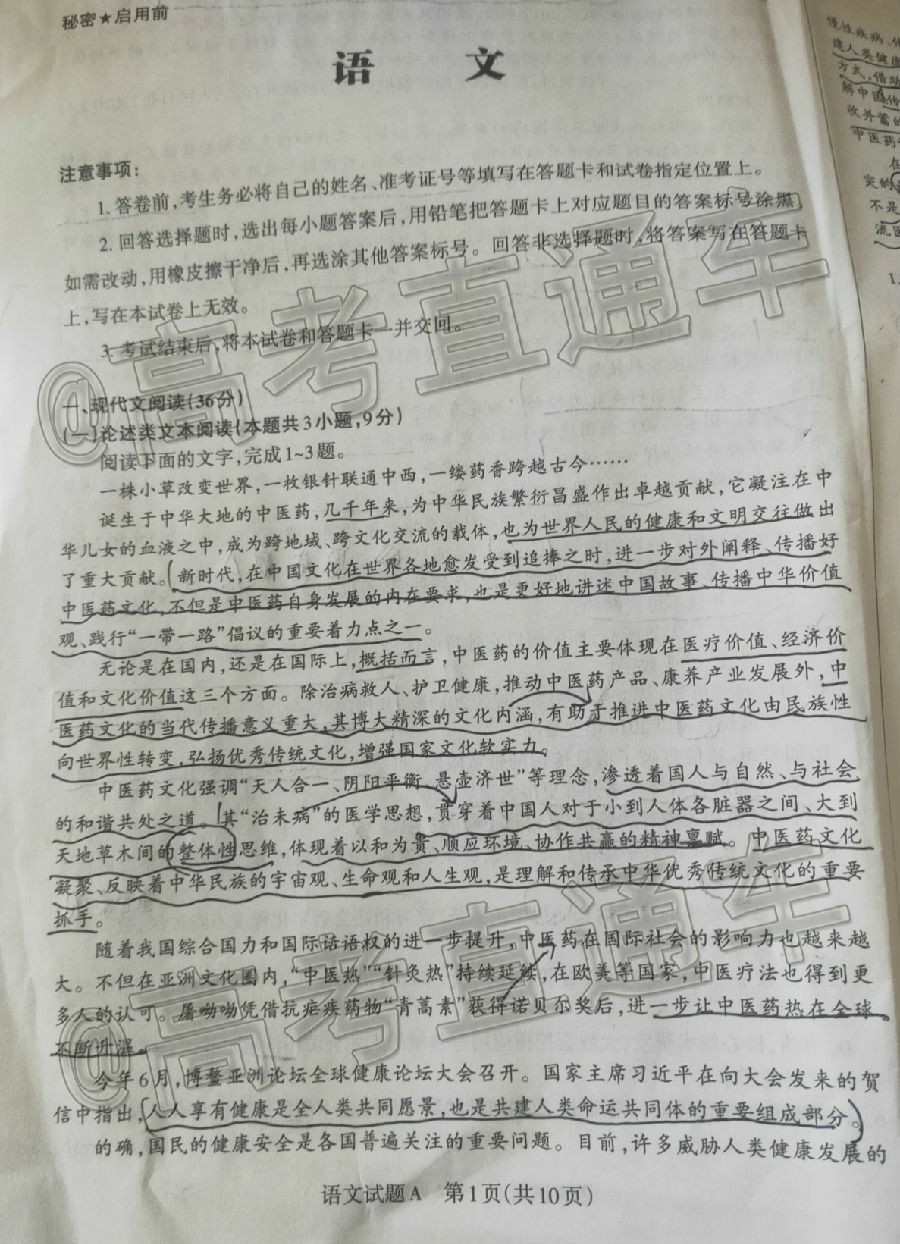 秘密★启用前
语 文
注意事项：
1. 答卷前，考生务必将自己的姓名、准考证号等填写在答题卡和试卷指定位置上。
2. 回答选择题时，选出每小题答案后，用铅笔把答题卡上对应题目的答案标号涂黑
如需改动，用橡皮擦干净后，再选涂其他答案标号。回答非选择题时，将答案写在答题卡
上，写在本试卷上无效。
3. 考试结束后，将本试卷和答题卡一并交回。
@高考直通车
一、现代文阅读（36分）
（一）论述类文本阅读（本题共3小题，9分）
阅读下面的文字，完成1~3题。
一株小草改变世界，一枚银针联通中西，一缕药香跨越古今……
诞生于中华大地的中医药，几千年来，为中华民族繁衍昌盛作出卓越贡献，它凝注在中
华儿女的血液之中，成为跨地域、跨文化交流的载体，也为世界人民的健康和文明交往做出
了重大贡献。新时代，在中国文化在世界各地愈发受到追捧之时，进一步对外阐释、传播好
中医药文化，不但是中医药自身发展的内在要求，也是更好地讲述中国故事、传播中华价值
观、践行“一带一路”倡议的重要着力点之一。
无论是在国内，还是在国际上，概括而言，中医药的价值主要体现在医疗价值、经济价
值和文化价值这三个方面。除治病救人、护卫健康，推动中医药产品、康养产业发展外，中
医药文化的当代传播意义重大，其博大精深的文化内涵，有助于推进中医药文化由民族性
向世界性转变，弘扬优秀传统文化，增强国家文化软实力。
中医药文化强调“天人合一、阴阳平衡、悬壶济世”等理念，渗透着国人与自然、与社会
的和谐共处之道。其“治未病”的医学思想，贯穿着中国人对于小到人体各脏器之间、大到
天地草木间的整体性思维，体现着以和为贵、顺应环境、协作共赢的精神禀赋。中医药文化
凝聚、反映着中华民族的宇宙观、生命观和人生观，是理解和传承中华优秀传统文化的重要
抓手。
随着我国综合国力和国际话语权的进一步提升，中医药在国际社会的影响力也越来越
大。不但在亚洲文化圈内，“中医热”“针灸热”持续延续，在欧美等国家，中医疗法也得到更
多人的认可。屠呦呦凭借抗疟疾药物“青蒿素”获得诺贝尔奖后，进一步让中医药热在全球
不断升温。
@高考直通车
今年6月，博鳌亚洲论坛全球健康论坛大会召开。国家主席习近平在向大会发来的贺
信中指出，人人享有健康是全人类共同愿景，也是共建人类命运共同体的重要组成部分。
的确，国民的健康安全是各国普遍关注的重要问题。目前，许多威胁人类健康发展的
语文试题A 第1页（共10页）
慢性疾病、
建人类健康
方式，借
解中国传
收并蓄的
中医药
在
突的
不是
流
1.